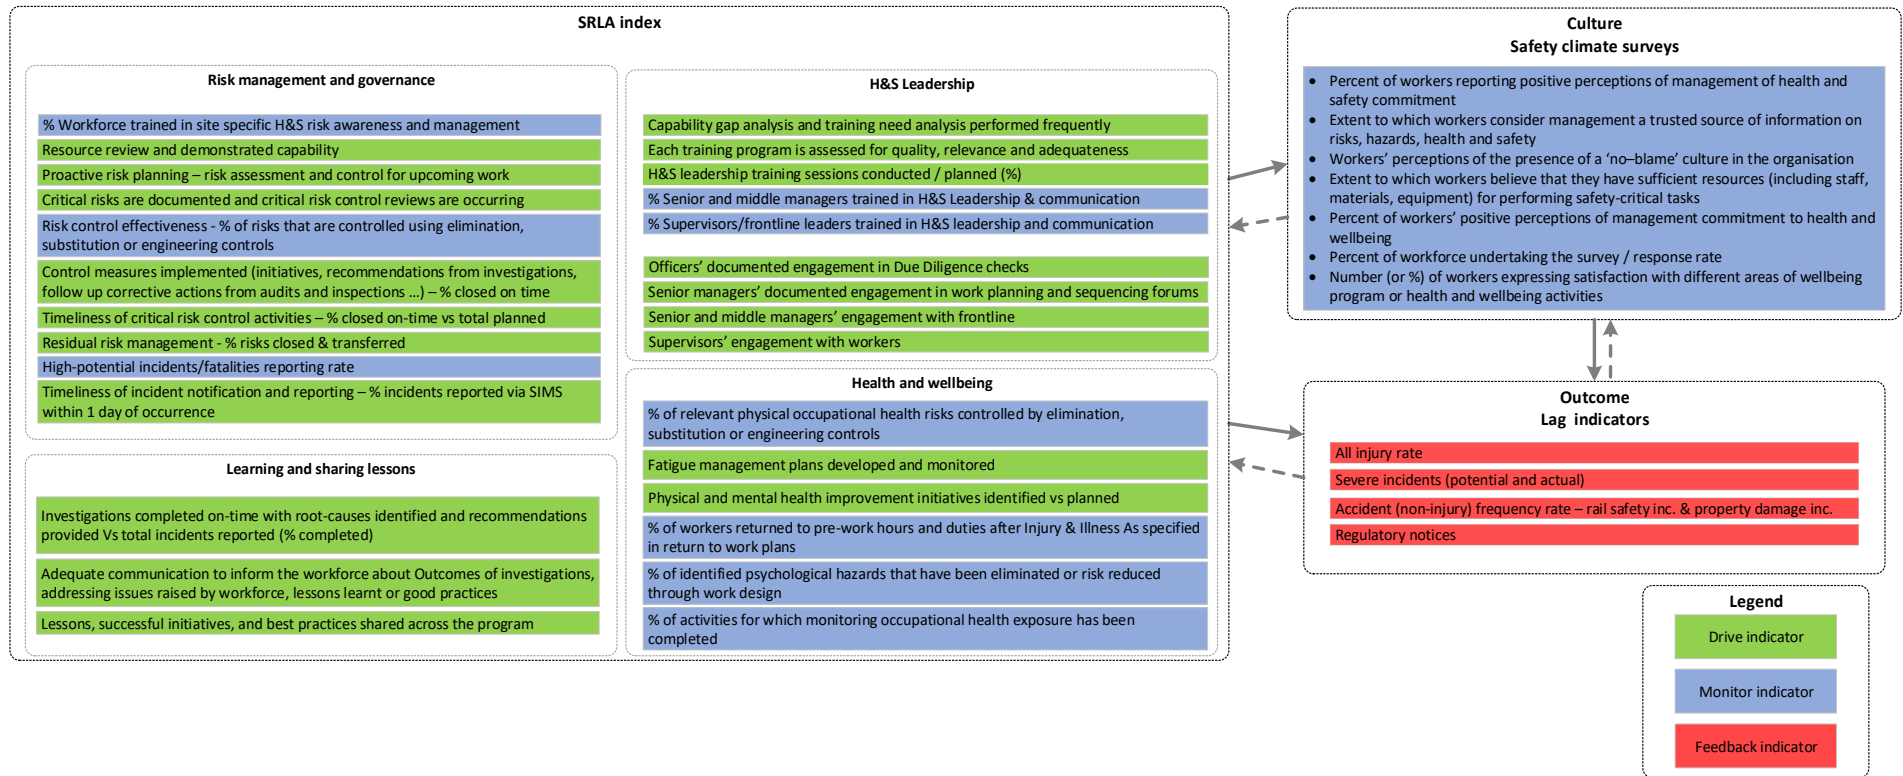 SRLA index
Risk management and governance
% Workforce trained in site specific H&S risk awareness and management
Resource review and demonstrated capability
Proactive risk planning – risk assessment and control for upcoming work
Critical risks are documented and critical risk control reviews are occurring
Risk control effectiveness - % of risks that are controlled using elimination,
substitution or engineering controls
Control measures implemented (initiatives, recommendations from investigations,
follow up corrective actions from audits and inspections ...) – % closed on time
Timeliness of critical risk control activities – % closed on-time vs total planned
Residual risk management - % risks closed & transferred
High-potential incidents/fatalities reporting rate
Timeliness of incident notification and reporting – % incidents reported via SIMS
within 1 day of occurrence
Learning and sharing lessons
Investigations completed on-time with root-causes identified and recommendations
provided Vs total incidents reported (% completed)
Adequate communication to inform the workforce about Outcomes of investigations,
addressing issues raised by workforce, lessons learnt or good practices
Lessons, successful initiatives, and best practices shared across the program
H&S Leadership
Capability gap analysis and training need analysis performed frequently
Each training program is assessed for quality, relevance and adequateness
H&S leadership training sessions conducted / planned (%)
% Senior and middle managers trained in H&S Leadership & communication
% Supervisors/frontline leaders trained in H&S leadership and communication
Officers’ documented engagement in Due Diligence checks
Senior managers’ documented engagement in work planning and sequencing forums
Senior and middle managers’ engagement with frontline
Supervisors’ engagement with workers
Health and wellbeing
% of relevant physical occupational health risks controlled by elimination,
substitution or engineering controls
Fatigue management plans developed and monitored
Physical and mental health improvement initiatives identified vs planned
% of workers returned to pre-work hours and duties after Injury & Illness As specified
in return to work plans
% of identified psychological hazards that have been eliminated or risk reduced
through work design
% of activities for which monitoring occupational health exposure has been
completed
Culture
Safety climate surveys
• Percent of workers reporting positive perceptions of management of health and
safety commitment
• Extent to which workers consider management a trusted source of information on
risks, hazards, health and safety
• Workers’ perceptions of the presence of a ‘no–blame’ culture in the organisation
• Extent to which workers believe that they have sufficient resources (including staff,
materials, equipment) for performing safety-critical tasks
• Percent of workers’ positive perceptions of management commitment to health and
wellbeing
• Percent of workforce undertaking the survey / response rate
• Number (or %) of workers expressing satisfaction with different areas of wellbeing
program or health and wellbeing activities
Outcome
Lag indicators
All injury rate
Severe incidents (potential and actual)
Accident (non-injury) frequency rate – rail safety inc. & property damage inc.
Regulatory notices
Legend
Drive indicator
Monitor indicator
Feedback indicator